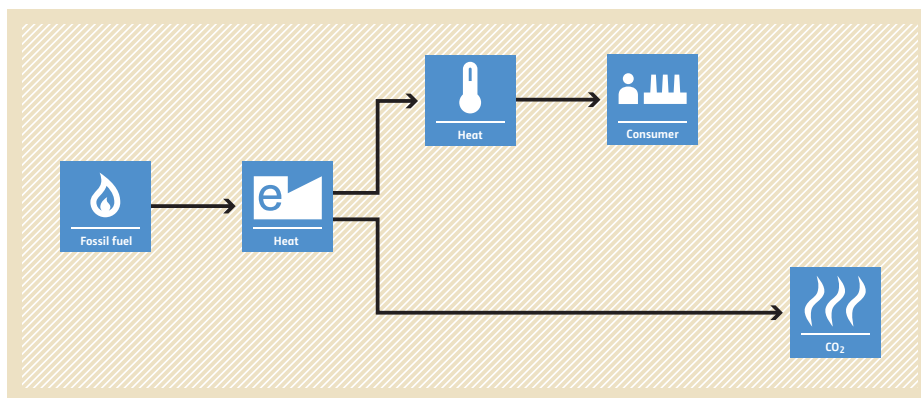 Heat
Consumer
Fossil fuel
e
Heat
CO₂